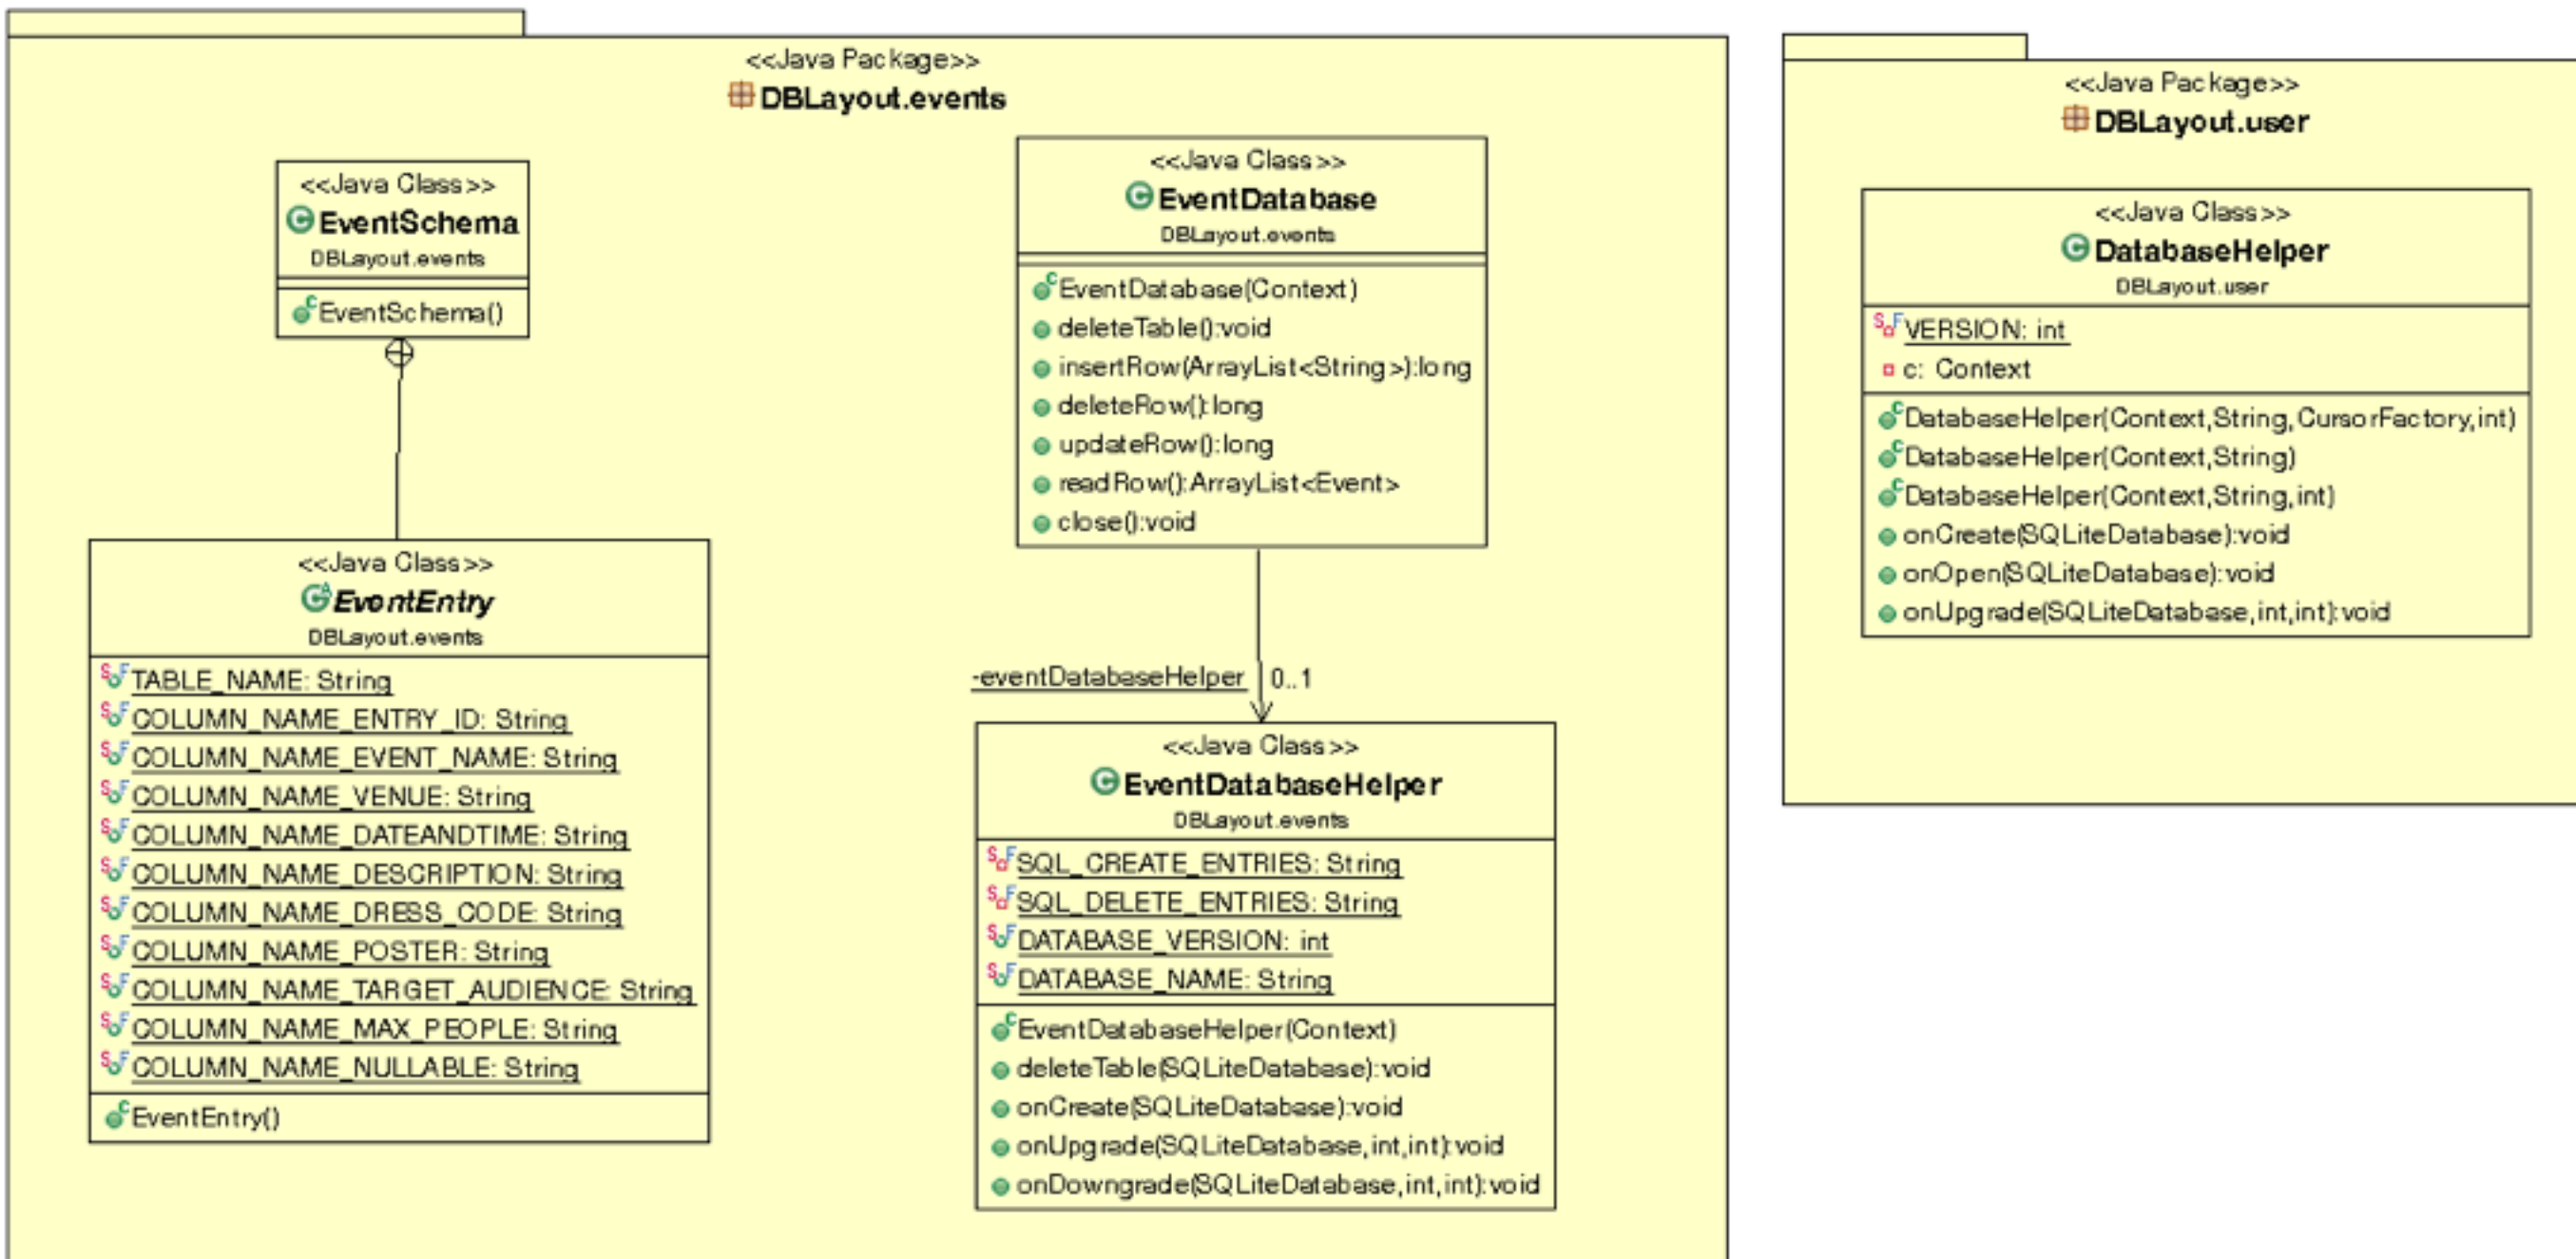 <<Java Package>>
DBLayout.events
<<Java Class>>
EventSchema
DBLayout.events
EventSchema()
<<Java Class>>
EventEntry
DBLayout.events
TABLE_NAME: String
COLUMN_NAME_ENTRY_ID: String
COLUMN_NAME_EVENT_NAME: String
COLUMN_NAME_VENUE: String
COLUMN_NAME_DATEANDTIME: String
COLUMN_NAME_DESCRIPTION: String
COLUMN_NAME_DRESS_CODE: String
COLUMN_NAME_POSTER: String
COLUMN_NAME_TARGET_AUDIENCE: String
COLUMN_NAME_MAX_PEOPLE: String
COLUMN_NAME_NULLABLE: String
EventEntry()
<<Java Class>>
EventDatabase
DBLayout.events
EventDatabase(Context)
deleteTable():void
insertRow(ArrayList<String>):long
deleteRow():long
updateRow():long
readRow():ArrayList<Event>
close():void
-eventDatabaseHelper 0..1
<<Java Class>>
EventDatabaseHelper
DBLayout.events
SQL_CREATE_ENTRIES: String
SQL_DELETE_ENTRIES: String
DATABASE_VERSION: int
DATABASE_NAME: String
EventDatabaseHelper(Context)
deleteTable(SQLiteDatabase):void
onCreate(SQLiteDatabase):void
onUpgrade(SQLiteDatabase,int,int):void
onDowngrade(SQLiteDatabase,int,int):void
<<Java Package>>
DBLayout.user
<<Java Class>>
DatabaseHelper
DBLayout.user
VERSION: int
c: Context
DatabaseHelper(Context,String,CursorFactory,int)
DatabaseHelper(Context,String)
DatabaseHelper(Context,String,int)
onCreate(SQLiteDatabase):void
onOpen(SQLiteDatabase):void
onUpgrade(SQLiteDatabase,int,int):void